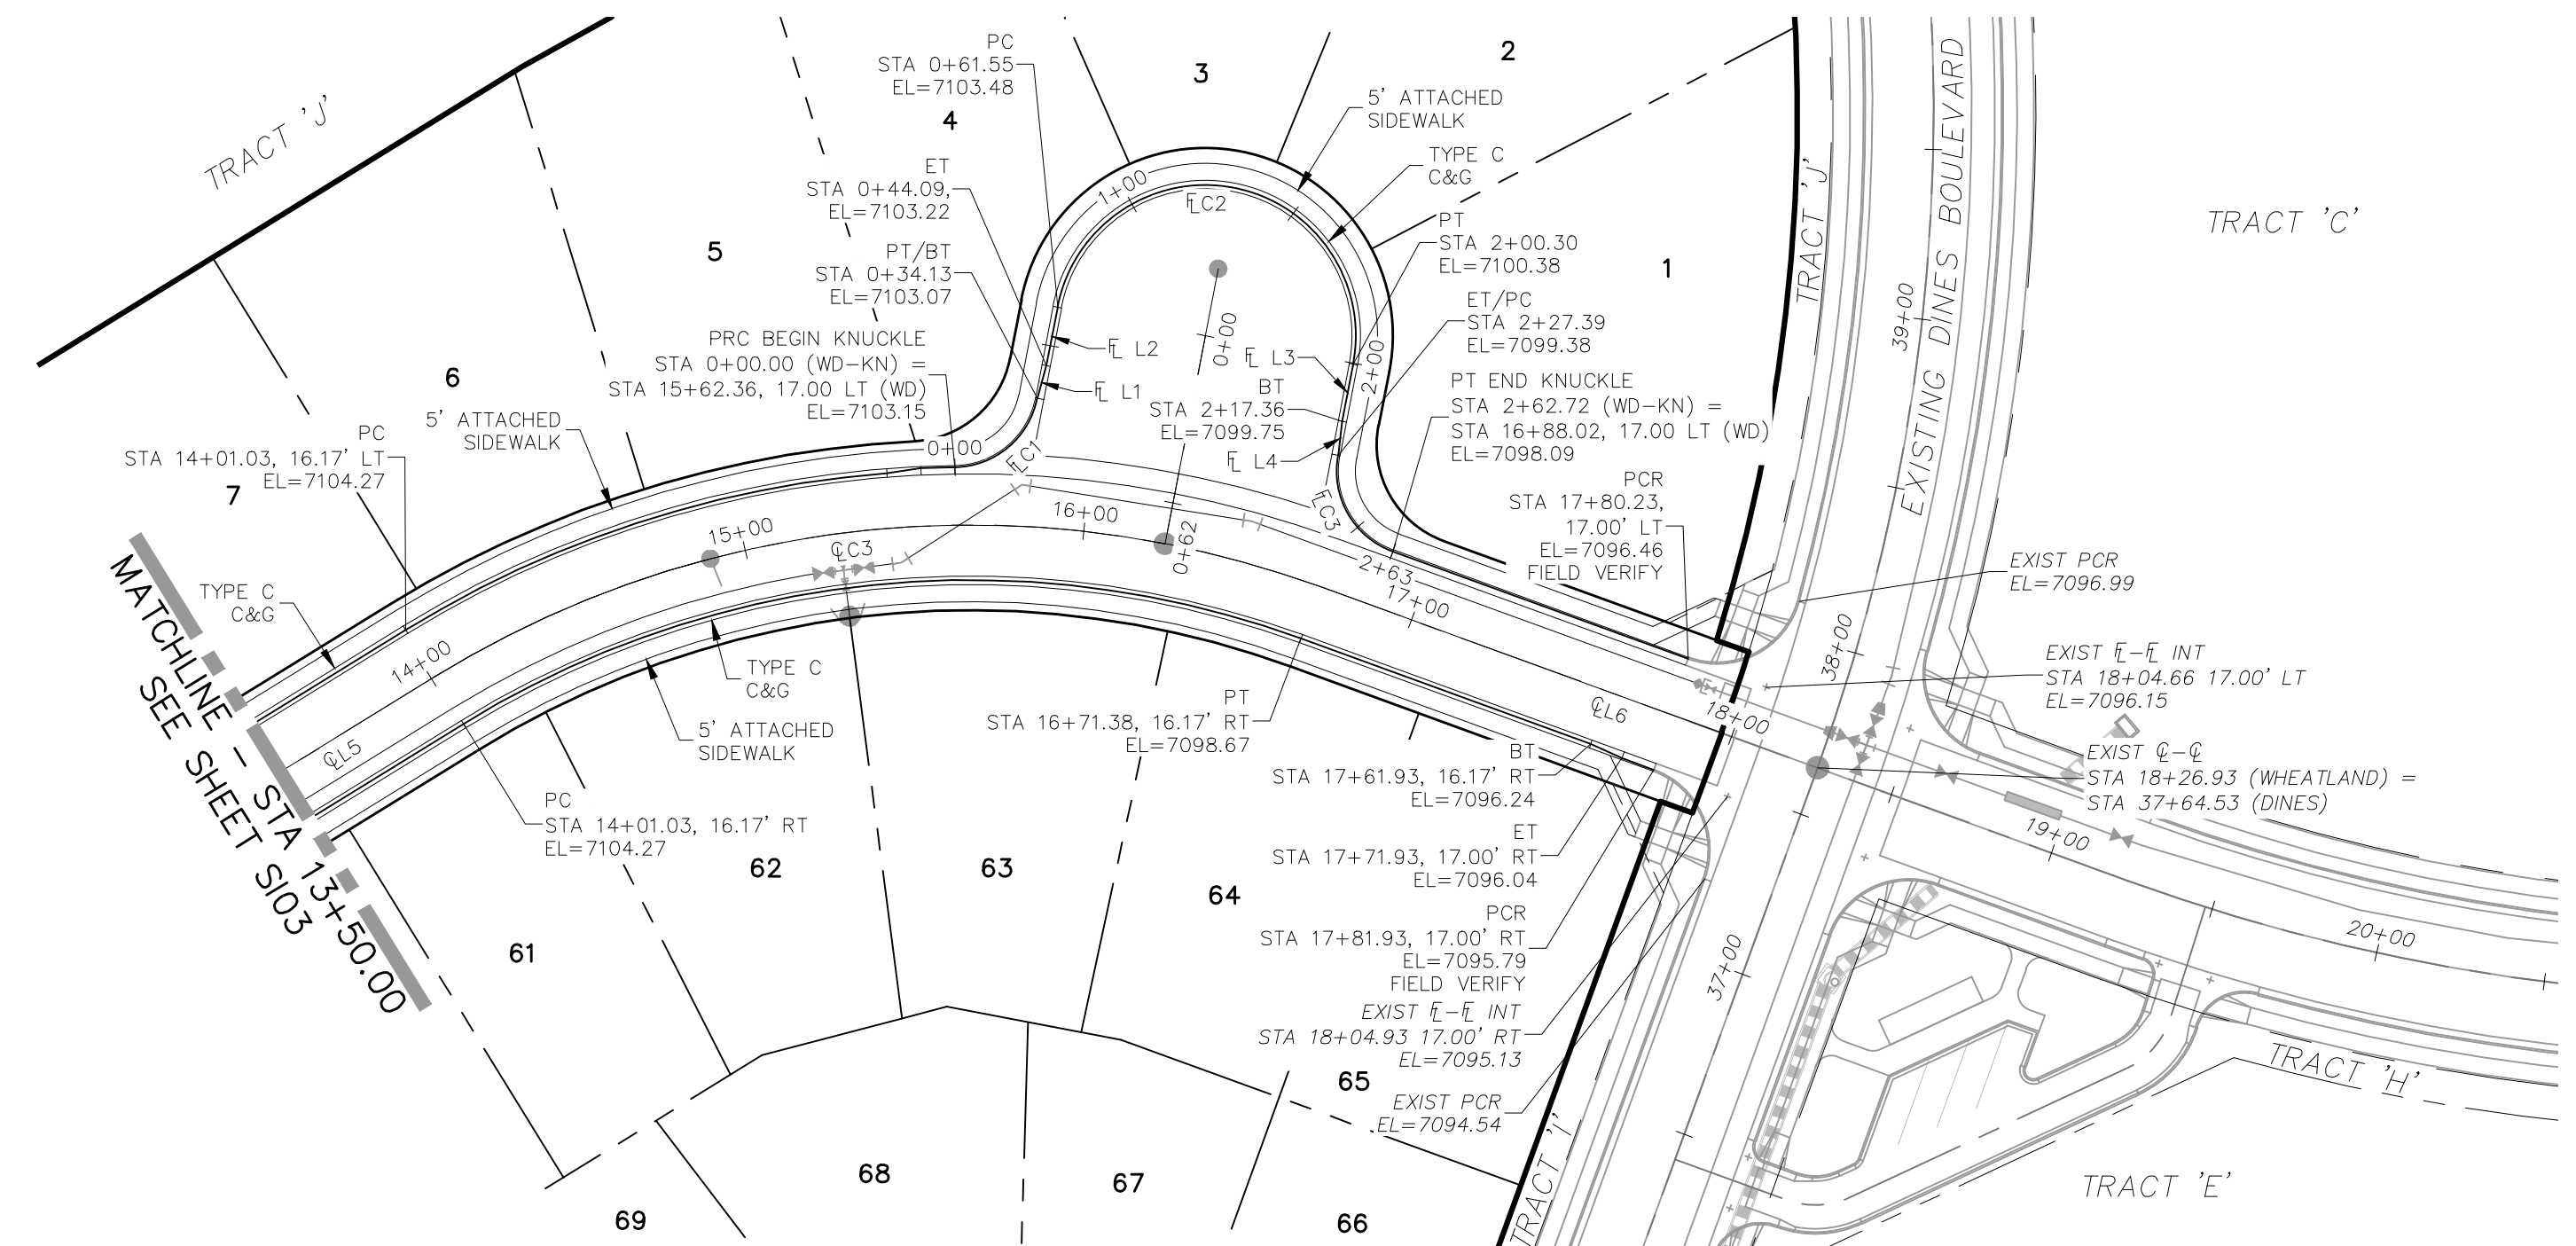 TRACT 'J'
PC
STA 0+61.55
EL=7103.48
4
3
2
5' ATTACHED
SIDEWALK
TYPE C
C&G
ET
STA 0+44.09,
EL=7103.22
1+00
℄C2
PT
STA 2+00.30
EL=7100.38
5
PT/BT
STA 0+34.13
EL=7103.07
1
TRACT 'J'
EXISTING DINES BOULEVARD
39+00
TRACT 'C'
PRC BEGIN KNUCKLE
STA 0+00.00 (WD-KN) =
STA 15+62.36, 17.00 LT (WD)
EL=7103.15
FL L2
FL L1
0+00
FL L3
2+00
ET/PC
STA 2+27.39
EL=7099.38
BT
STA 2+17.36
EL=7099.75
FL L4
PT END KNUCKLE
STA 2+62.72 (WD-KN) =
STA 16+88.02, 17.00 LT (WD)
EL=7098.09
6
5' ATTACHED
SIDEWALK
PC
STA 14+01.03, 16.17' LT
EL=7104.27
7
0+00
FLC1
FLC3
PCR
STA 17+80.23,
17.00' LT
EL=7096.46
FIELD VERIFY
15+00
16+00
℄C3
0+62
2+63
17+00
EXIST PCR
EL=7096.99
MATCHLINE - STA 13+50.00
SEE SHEET SI03
TYPE C
C&G
14+00
℄L5
TYPE C
C&G
5' ATTACHED
SIDEWALK
PT
STA 16+71.38, 16.17' RT
EL=7098.67
℄L6
18+00
38+00
EXIST FL-FL INT
STA 18+04.66 17.00' LT
EL=7096.15
EXIST ℄-℄
STA 18+26.93 (WHEATLAND) =
STA 37+64.53 (DINES)
19+00
20+00
PC
STA 14+01.03, 16.17' RT
EL=7104.27
BT
STA 17+61.93, 16.17' RT
EL=7096.24
ET
STA 17+71.93, 17.00' RT
EL=7096.04
62
63
64
61
PCR
STA 17+81.93, 17.00' RT
EL=7095.79
FIELD VERIFY
37+00
EXIST FL-FL INT
STA 18+04.93 17.00' RT
EL=7095.13
65
EXIST PCR
EL=7094.54
TRACT 'I'
TRACT 'H'
TRACT 'E'
68
67
69
66